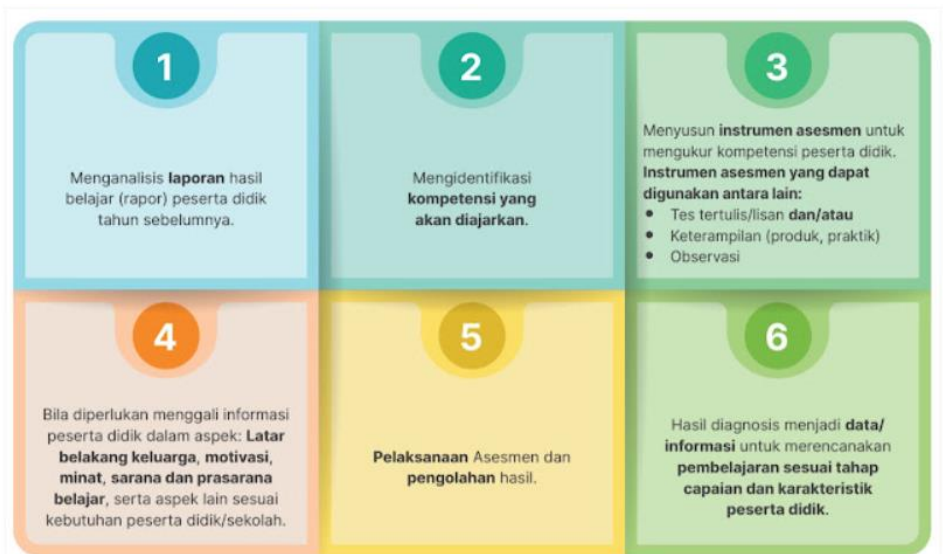 1
Menganalisis laporan hasil
belajar (rapor) peserta didik
tahun sebelumnya.
2
Mengidentifikasi
kompetensi yang
akan diajarkan.
3
Menyusun instrumen asesmen untuk
mengukur kompetensi peserta didik.
Instrumen asesmen yang dapat
digunakan antara lain:
• Tes tertulis/lisan dan/atau
• Keterampilan (produk, praktik)
• Observasi
4
Bila diperlukan menggali informasi
peserta didik dalam aspek: Latar
belakang keluarga, motivasi,
minat, sarana dan prasarana
belajar, serta aspek lain sesuai
kebutuhan peserta didik/sekolah.
5
Pelaksanaan Asesmen dan
pengolahan hasil.
6
Hasil diagnosis menjadi data/
informasi untuk merencanakan
pembelajaran sesuai tahap
capaian dan karakteristik
peserta didik.